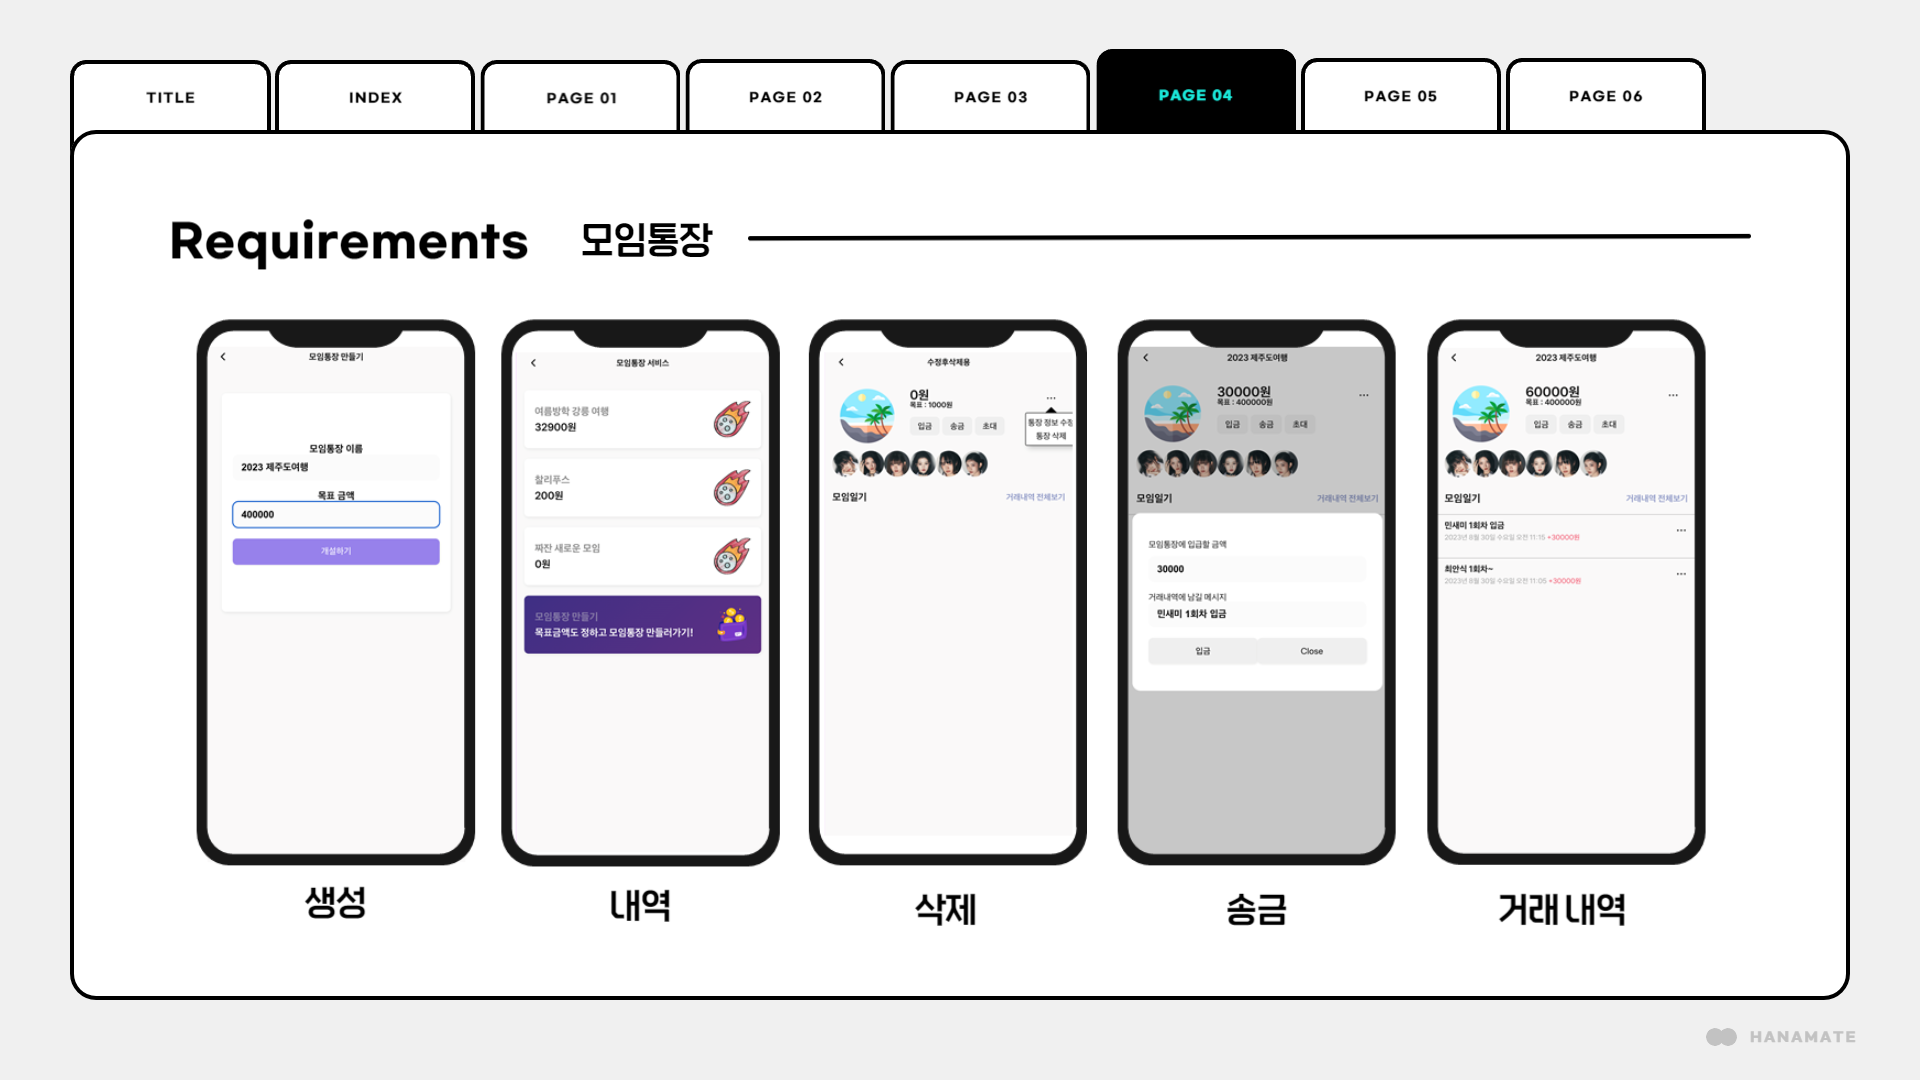 TITLE
INDEX
PAGE 01
PAGE 02
PAGE 03
PAGE 04
PAGE 05
PAGE 06
Requirements 모임통장
모임통장 만들기
모임통장 이름
2023 제주도여행
목표 금액
400000
개설하기
생성
모임통장 서비스
여름방학 강릉 여행
32900원
찰리푸스
200원
짜잔 새로운 모임
0원
모임통장 만들기
목표금액도 정하고 모임통장 만들러가기!
내역
수정후삭제용
0원
목표 : 1000원
입금 송금 초대
통장 정보 수정
통장 삭제
모임일기 거래내역 전체보기
삭제
2023 제주도여행
30000원
목표 : 400000원
입금 송금 초대
모임일기 거래내역 전체보기
모임통장에 입급할 금액
30000
거래내역에 남길 메시지
민새미 1회차 입금
입금 Close
송금
2023 제주도여행
60000원
목표 : 400000원
입금 송금 초대
모임일기 거래내역 전체보기
민새미 1회차 입금
2023년 8월 30일 수요일 오전 11:15 +30000원
최안식 1회차~
2023년 8월 30일 수요일 오전 11:05 +30000원
거래 내역
HANAMATE